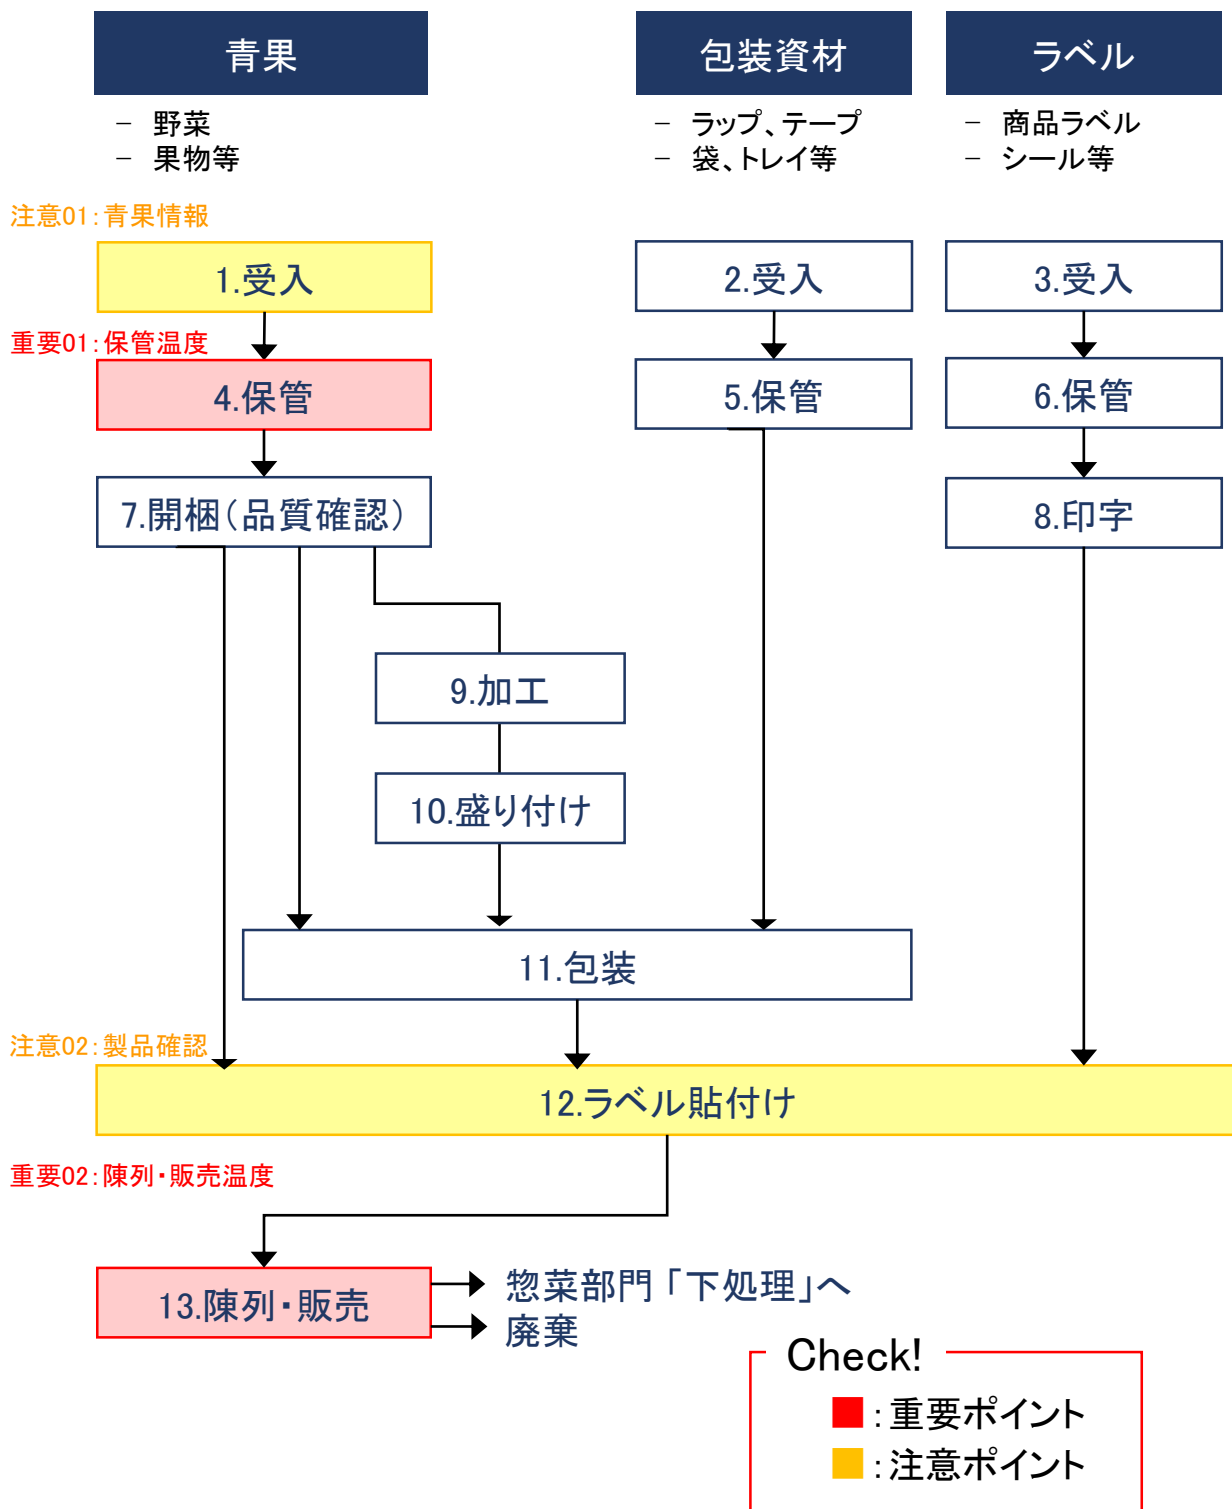 青果
包装資材
ラベル
－ 野菜
－ 果物等
－ ラップ、テープ
－ 袋、トレイ等
－ 商品ラベル
－ シール等
注意01:青果情報
1.受入
2.受入
3.受入
重要01:保管温度
4.保管
5.保管
6.保管
7.開梱(品質確認)
8.印字
9.加工
10.盛り付け
11.包装
注意02:製品確認
12.ラベル貼付け
重要02:陳列・販売温度
13.陳列・販売
惣菜部門「下処理」へ
廃棄
Check!
■:重要ポイント
■:注意ポイント